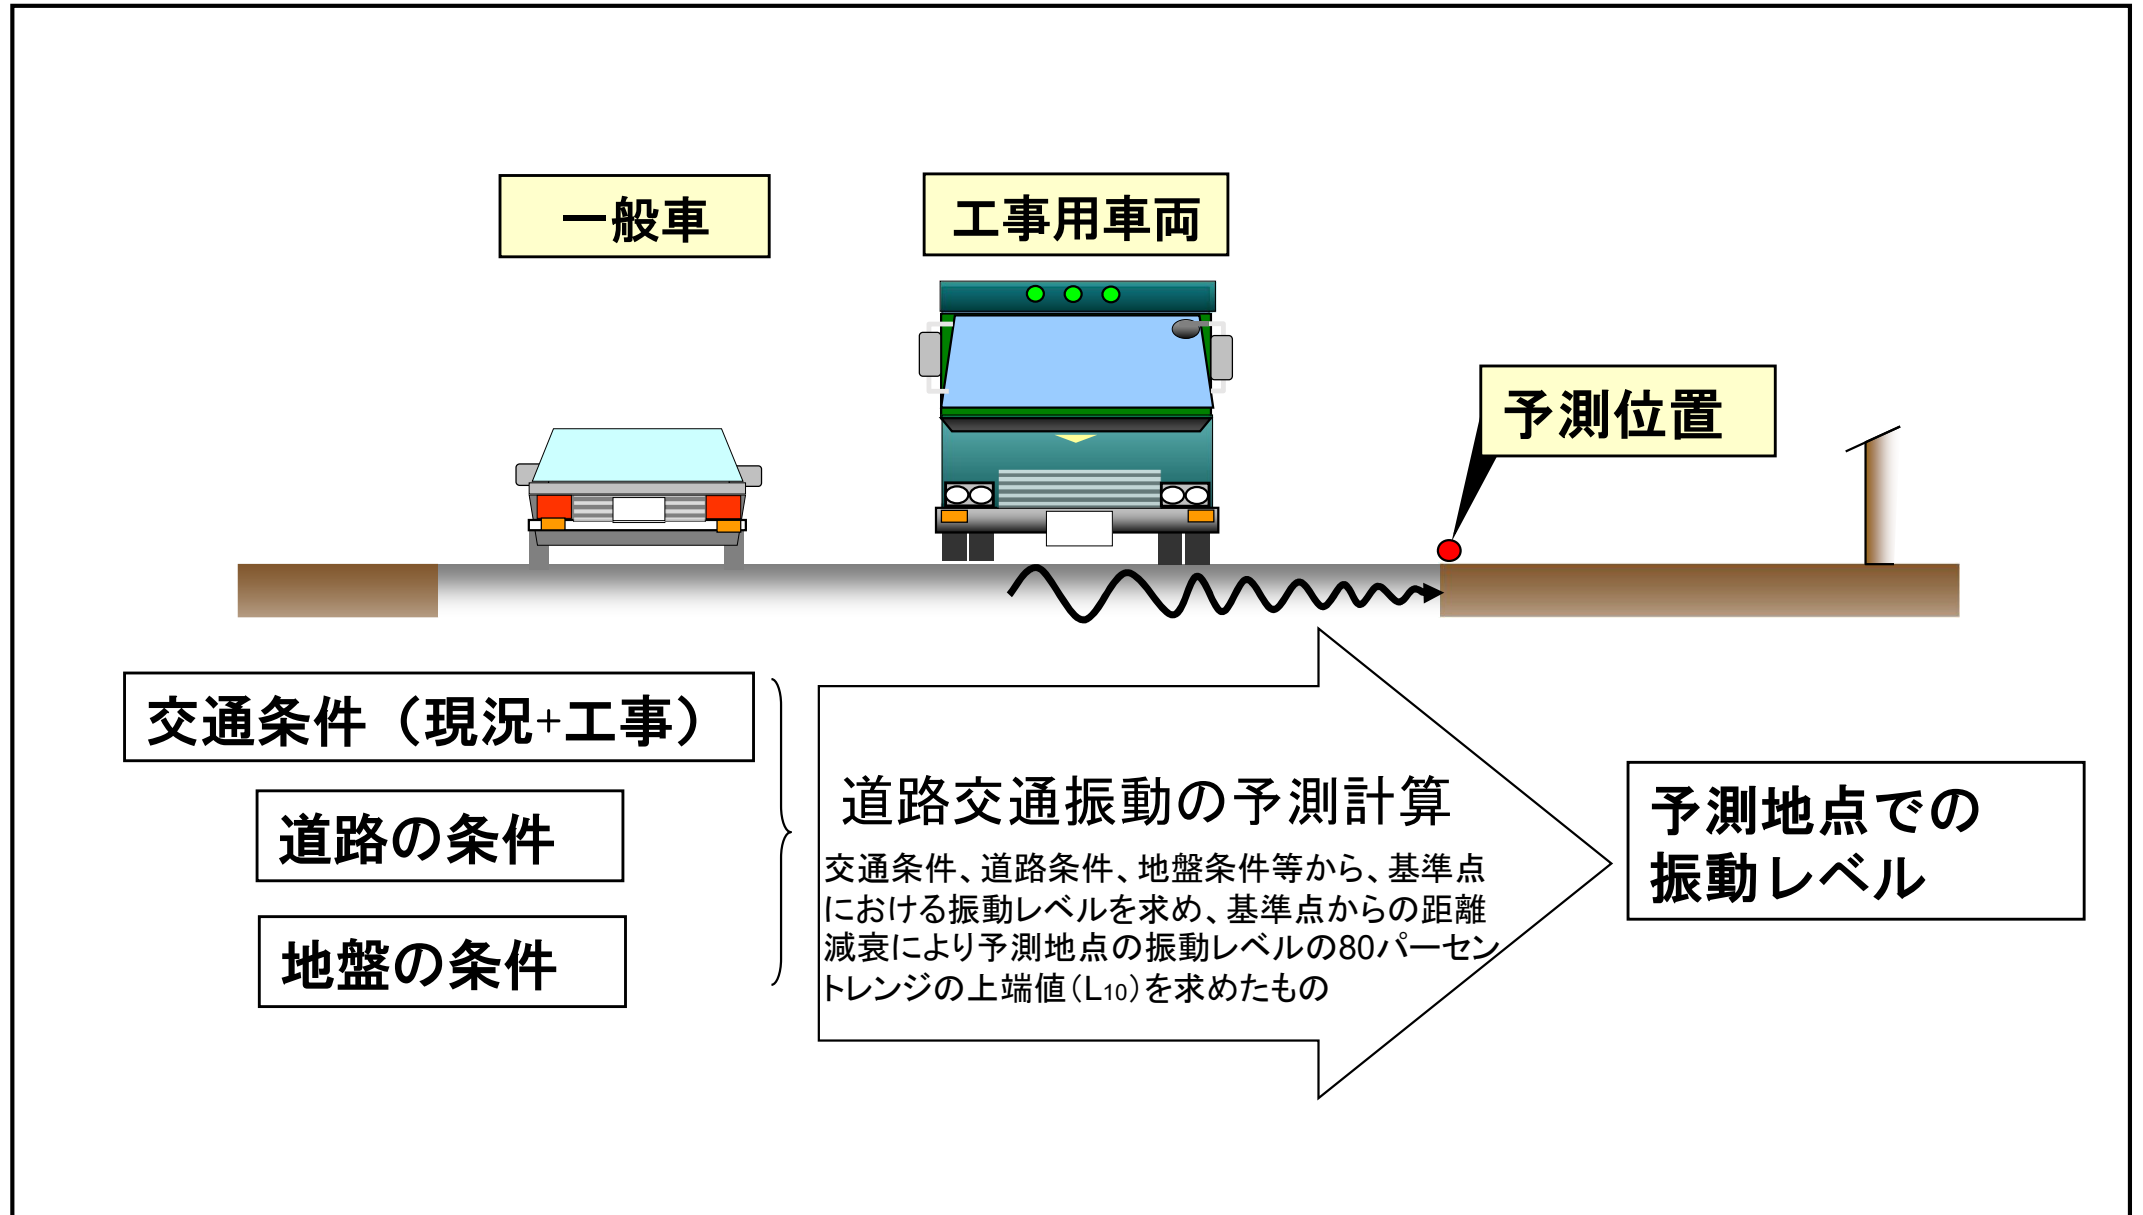 一般車
工事用車両
予測位置
交通条件（現況+工事）
道路の条件
地盤の条件
道路交通振動の予測計算
交通条件、道路条件、地盤条件等から、基準点
における振動レベルを求め、基準点からの距離
減衰により予測地点の振動レベルの80パーセン
トレンジの上端値（L10）を求めたもの
予測地点での
振動レベル